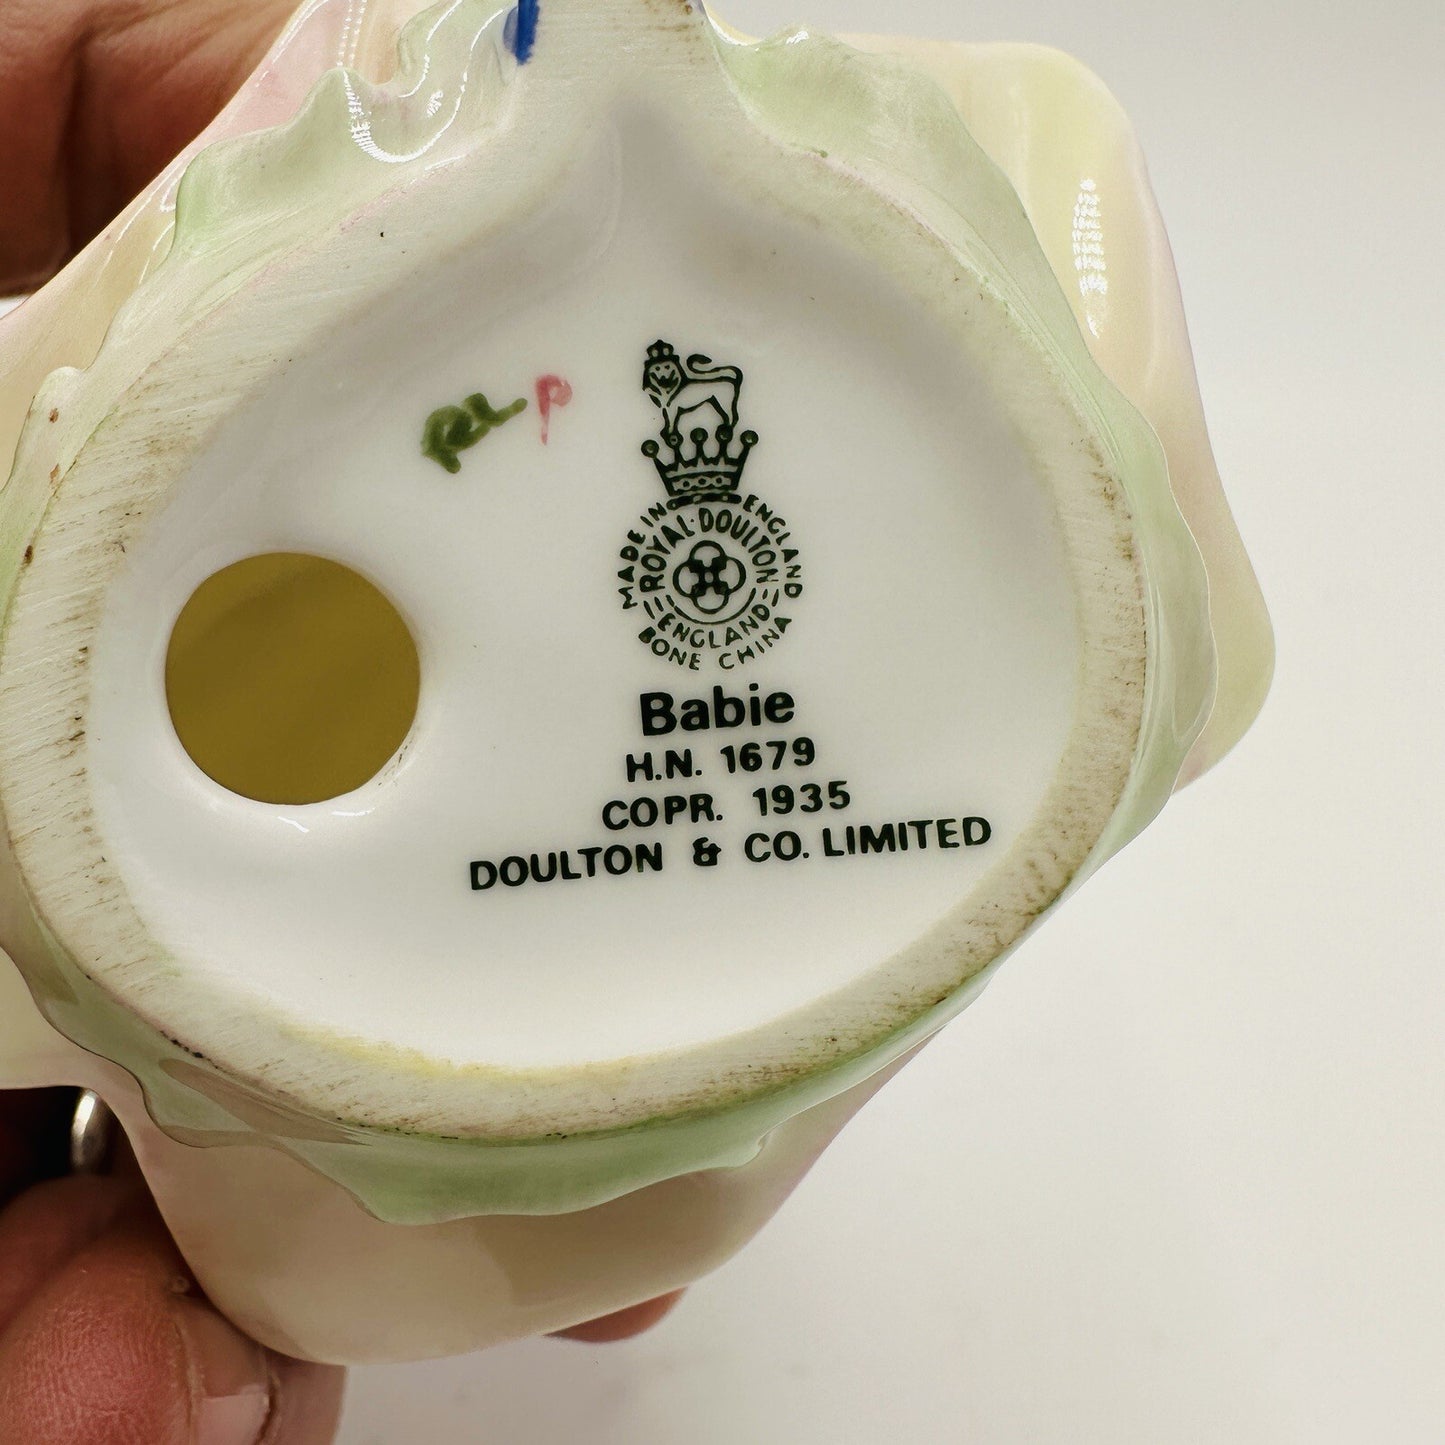 P
MADE IN ENGLAND
ROYAL·DOULTON
ENGLAND
BONE CHINA
Babie
H.N. 1679
COPR. 1935
DOULTON & CO. LIMITED